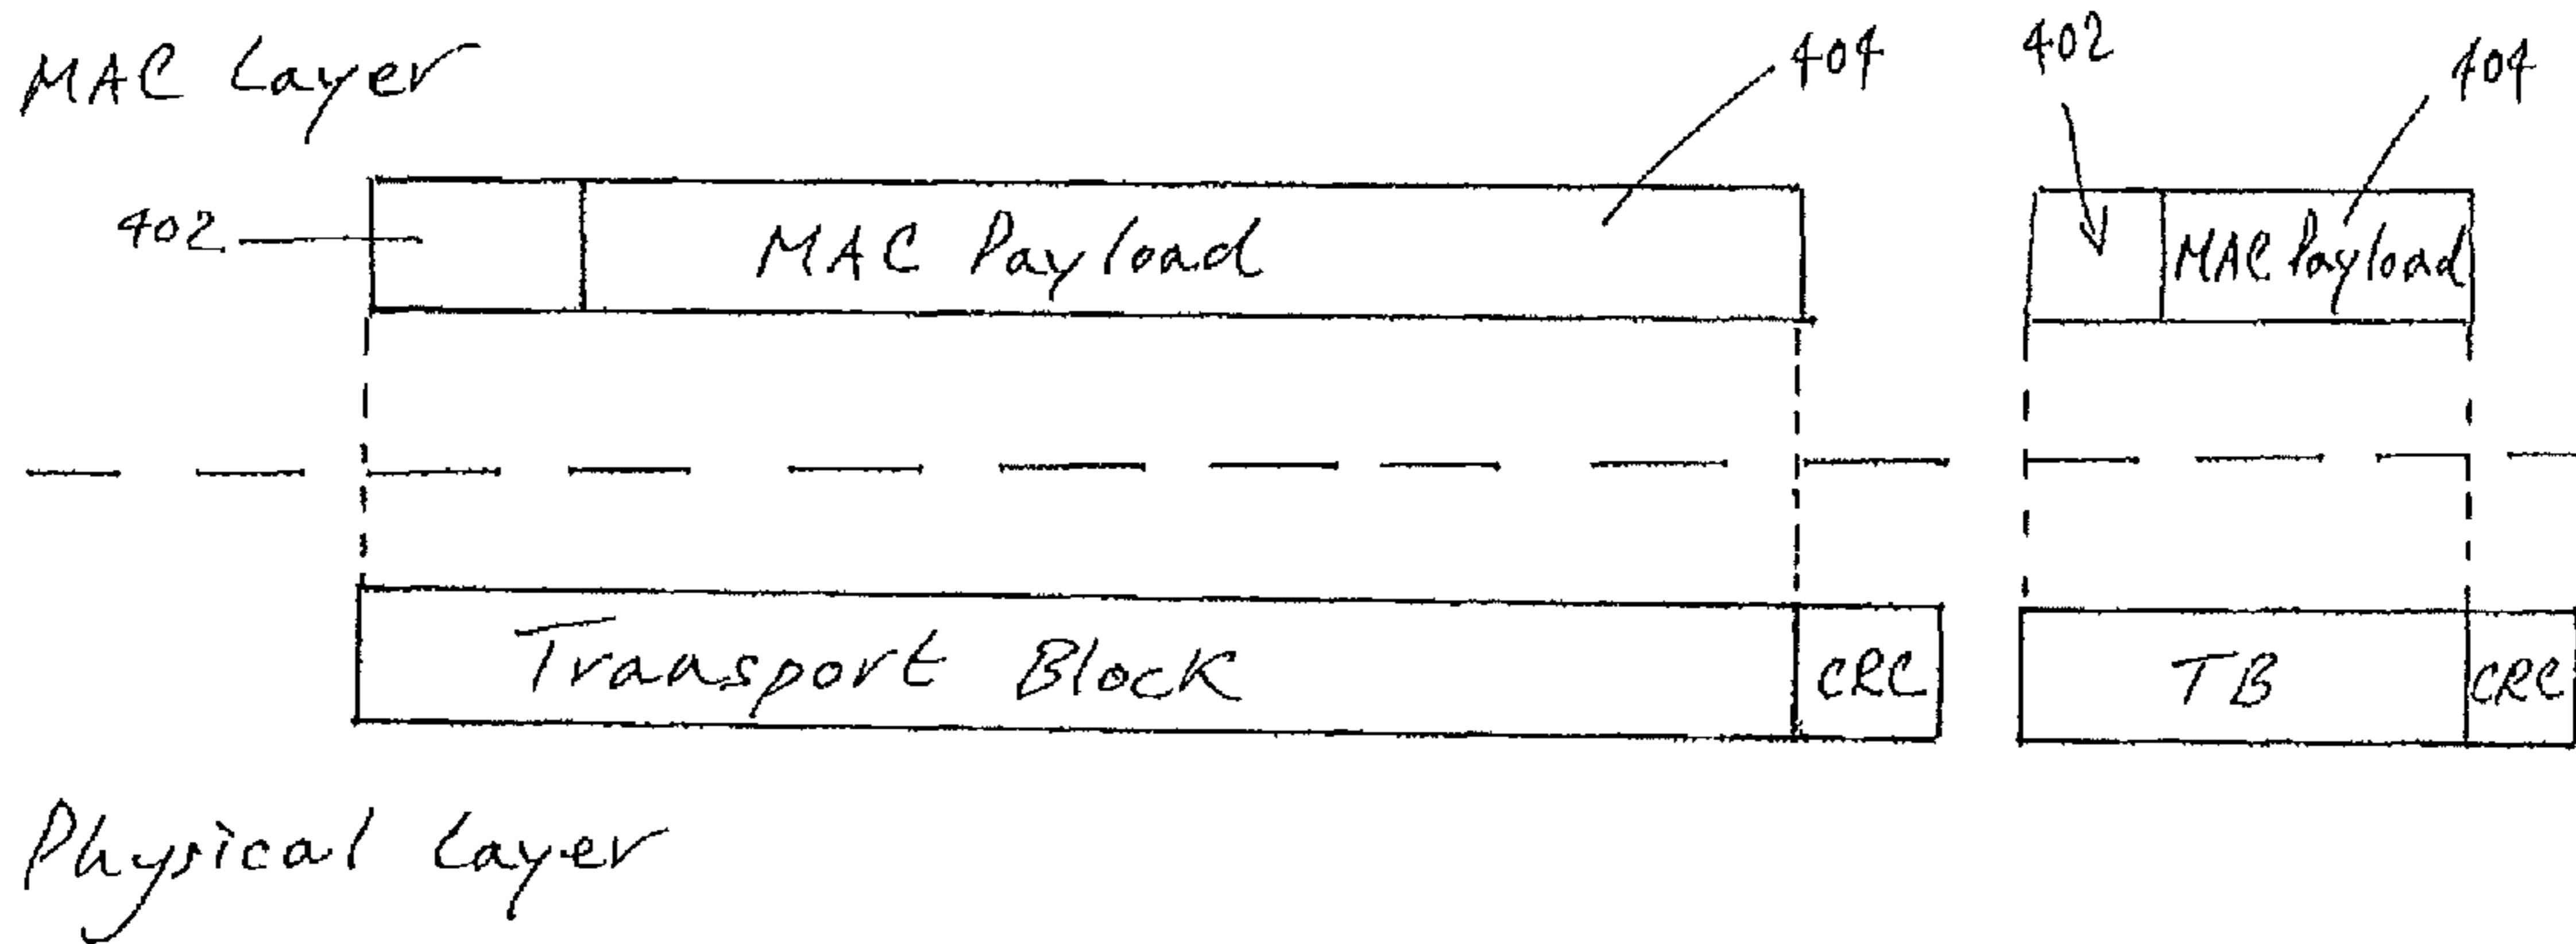 MAC Layer
404
402
404
402
MAC Payload
MAC Payload
Transport Block
CRC
TB
CRC
Physical Layer